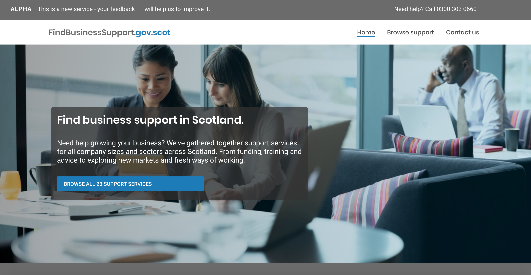 ALPHA This is a new service - your feedback will help us to improve it.
Need help? Call 0300 303 0660
FindBusinessSupport.gov.scot
Home Browse support Contact us
Find business support in Scotland.
Need help growing your business? We've gathered together support services
for all company sizes and sectors across Scotland. From funding, training and
advice to exploring new markets and fresh ways of working.
BROWSE ALL 23 SUPPORT SERVICES